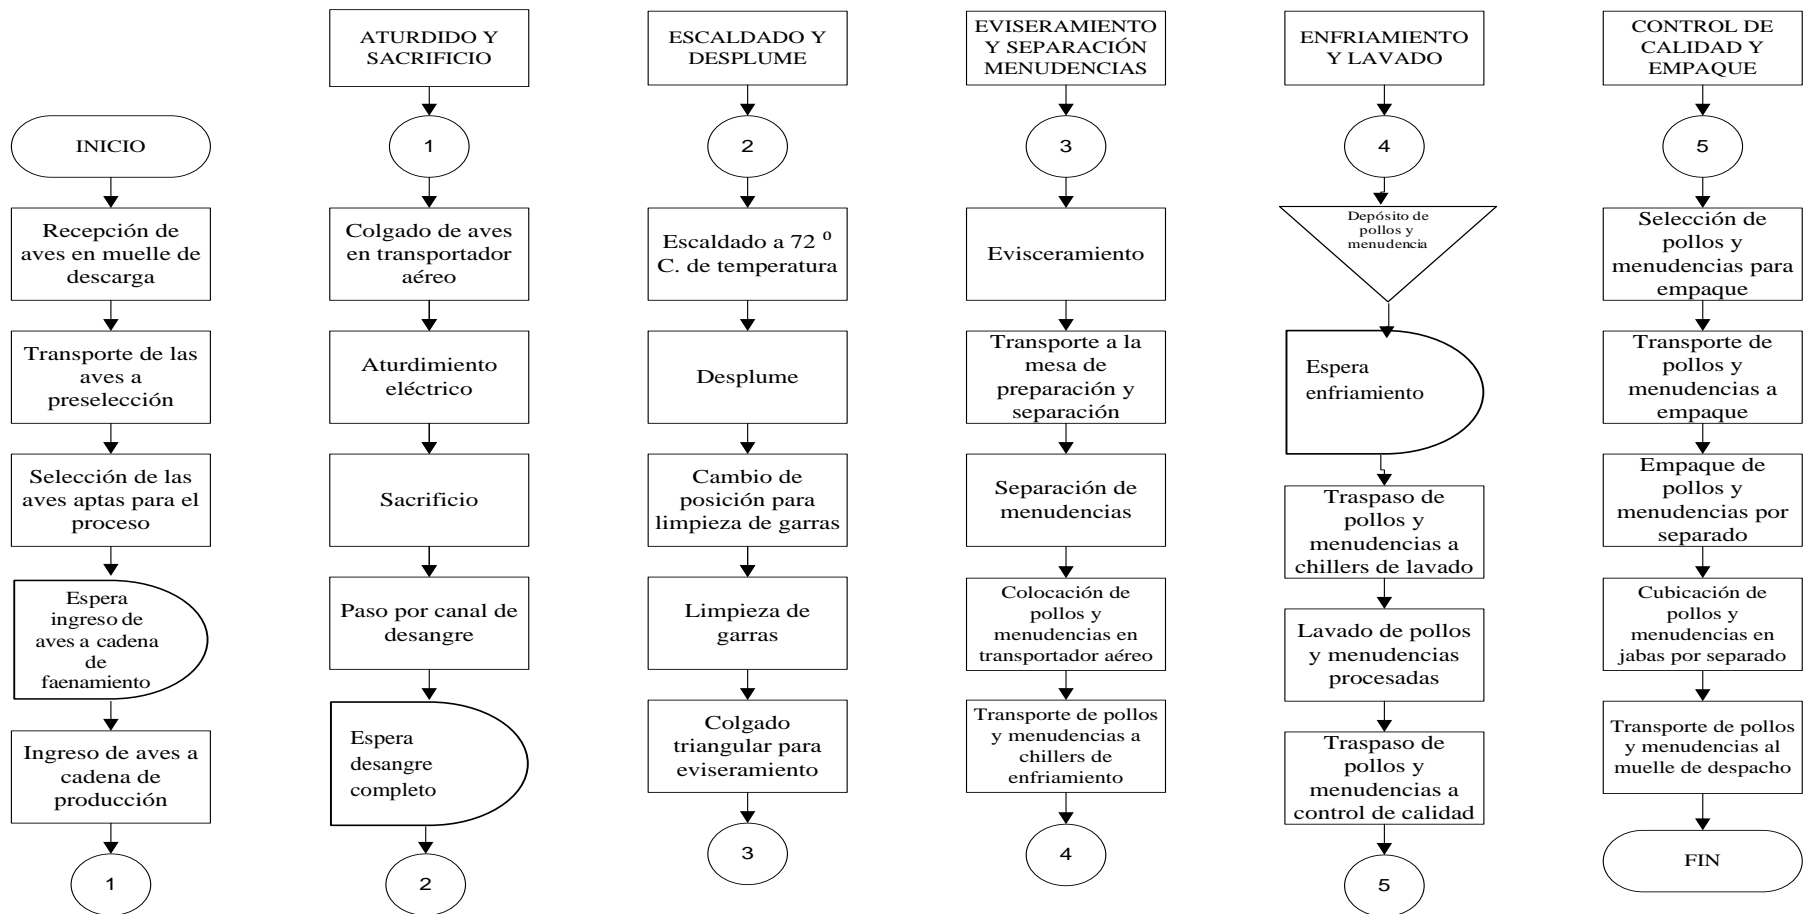 INICIO
Recepción de
aves en muelle de
descarga
Transporte de las
aves a
preselección
Selección de las
aves aptas para el
proceso
Espera
ingreso de
aves a cadena
de
faenamiento
Ingreso de aves a
cadena de
producción
1
ATURDIDO Y
SACRIFICIO
1
Colgado de aves
en transportador
aéreo
Aturdimiento
eléctrico
Sacrificio
Paso por canal de
desangre
Espera
desangre
completo
2
ESCALDADO Y
DESPLUME
2
Escaldado a 72 ⁰
C. de temperatura
Desplume
Cambio de
posición para
limpieza de garras
Limpieza de
garras
Colgado
triangular para
eviseramiento
3
EVISERAMIENTO
Y SEPARACIÓN
MENUDENCIAS
3
Evisceramiento
Transporte a la
mesa de
preparación y
separación
Separación de
menudencias
Colocación de
pollos y
menudencias en
transportador aéreo
Transporte de pollos
y menudencias a
chillers de
enfriamiento
4
ENFRIAMIENTO
Y LAVADO
4
Depósito de
pollos y
menudencia
Espera
enfriamiento
Traspaso de
pollos y
menudencias a
chillers de lavado
Lavado de pollos
y menudencias
procesadas
Traspaso de
pollos y
menudencias a
control de calidad
5
CONTROL DE
CALIDAD Y
EMPAQUE
5
Selección de
pollos y
menudencias para
empaque
Transporte de
pollos y
menudencias a
empaque
Empaque de
pollos y
menudencias por
separado
Cubicación de
pollos y
menudencias en
jabas por separado
Transporte de pollos
y menudencias al
muelle de despacho
FIN